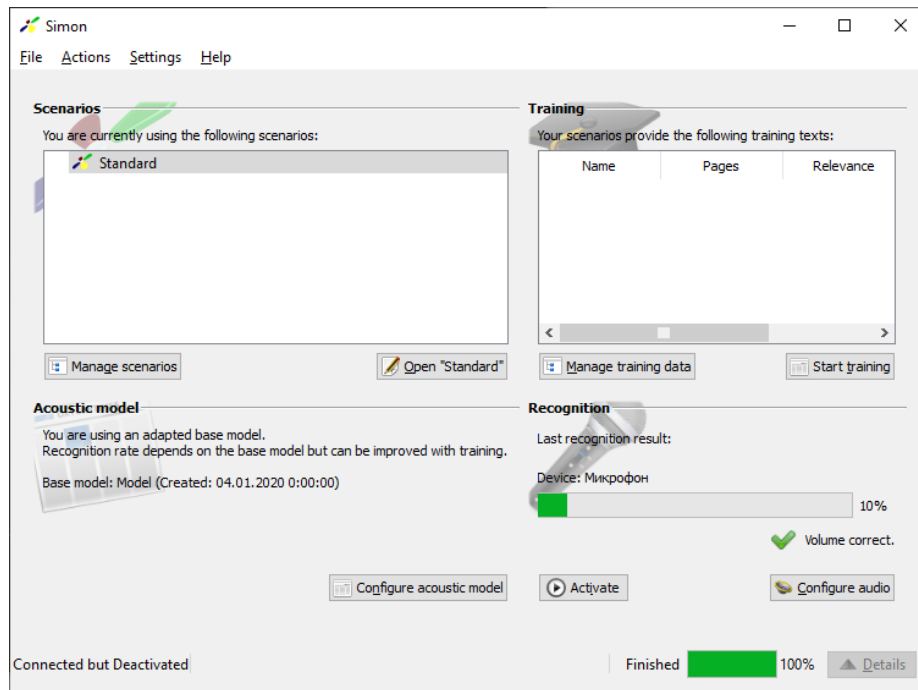 Simon
File Actions Settings Help
Scenarios
You are currently using the following scenarios:
Standard
Manage scenarios
Open "Standard"
Training
Your scenarios provide the following training texts:
Name Pages Relevance
Manage training data
Start training
Acoustic model
You are using an adapted base model.
Recognition rate depends on the base model but can be improved with training.
Base model: Model (Created: 04.01.2020 0:00:00)
Configure acoustic model
Recognition
Last recognition result:
Device: Микрофон
10%
Volume correct.
Activate
Configure audio
Connected but Deactivated
Finished 100% Details